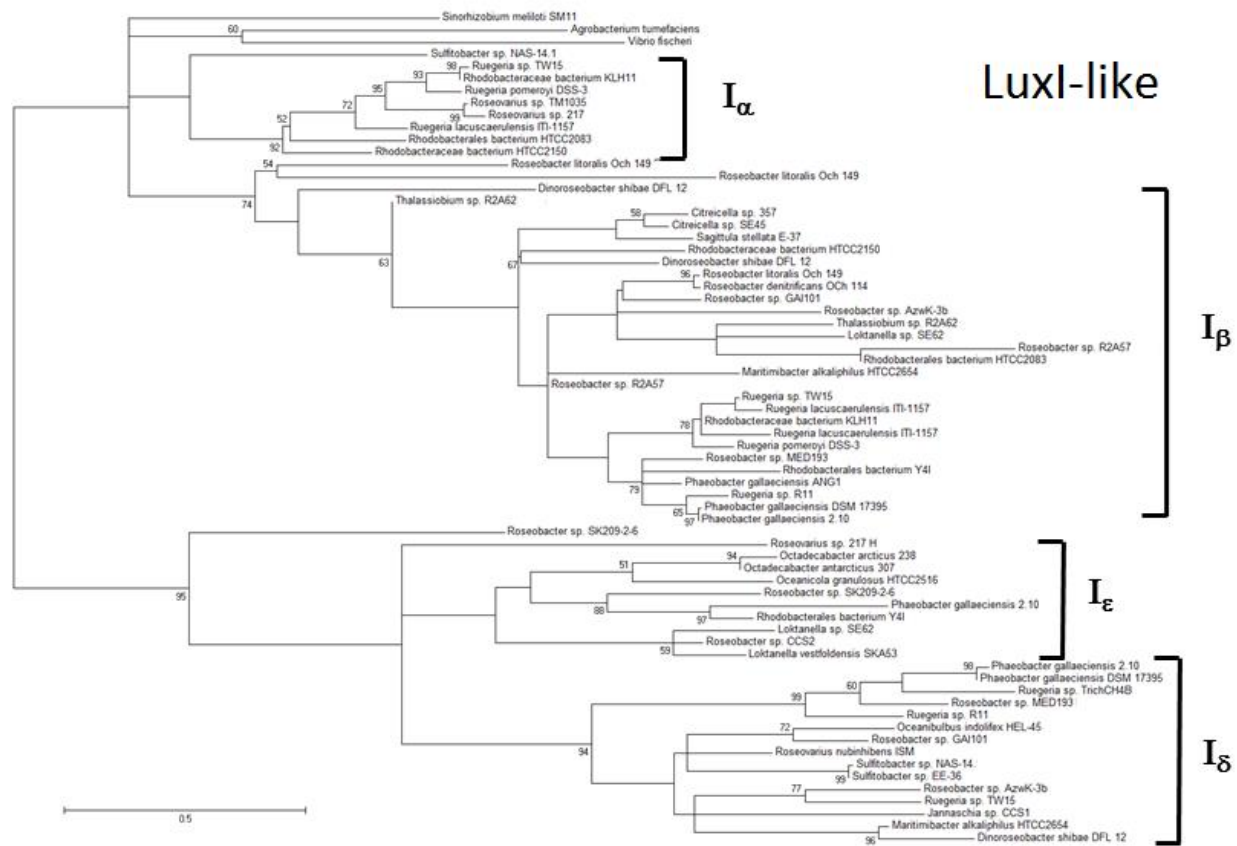 Sinorhizobium meliloti SM11
60
Agrobacterium tumefaciens
Vibrio fischeri
Sulfitobacter sp. NAS-14.1
98
Ruegeria sp. TW15
93
Rhodobacteraceae bacterium KLH11
95
Ruegeria pomeroyi DSS-3
72
Roseovarius sp. TM1035
99
Roseovarius sp. 217
52
Ruegeria lacuscaerulensis ITI-1157
Rhodobacterales bacterium HTCC2083
92
Rhodobacteraceae bacterium HTCC2150
Iα
LuxI-like
54
Roseobacter litoralis Och 149
Roseobacter litoralis Och 149
74
Dinoroseobacter shibae DFL 12
Thalassiobium sp. R2A62
58
Citreicella sp. 357
Citreicella sp. SE45
Sagittula stellata E-37
63
67
Rhodobacteraceae bacterium HTCC2150
Dinoroseobacter shibae DFL 12
96
Roseobacter litoralis Och 149
Roseobacter denitrificans OCh 114
Roseobacter sp. GAI101
Roseobacter sp. AzwK-3b
Thalassiobium sp. R2A62
Loktanella sp. SE62
Roseobacter sp. R2A57
Rhodobacterales bacterium HTCC2083
Maritimibacter alkaliphilus HTCC2654
Roseobacter sp. R2A57
Iβ
Ruegeria sp. TW15
Ruegeria lacuscaerulensis ITI-1157
78
Rhodobacteraceae bacterium KLH11
Ruegeria lacuscaerulensis ITI-1157
Ruegeria pomeroyi DSS-3
Roseobacter sp. MED193
Rhodobacterales bacterium Y4I
79
Phaeobacter gallaeciensis ANG1
Ruegeria sp. R11
65
Phaeobacter gallaeciensis DSM 17395
97
Phaeobacter gallaeciensis 2.10
95
Roseobacter sp. SK209-2-6
Roseovarius sp. 217 H
94
Octadecabacter arcticus 238
51
Octadecabacter antarcticus 307
Oceanicola granulosus HTCC2516
Roseobacter sp. SK209-2-6
88
Phaeobacter gallaeciensis 2.10
97
Rhodobacterales bacterium Y4I
Loktanella sp. SE62
Roseobacter sp. CCS2
59
Loktanella vestfoldensis SKA53
Iε
98
Phaeobacter gallaeciensis 2.10
60
Phaeobacter gallaeciensis DSM 17395
99
Ruegeria sp. TrichCH4B
Roseobacter sp. MED193
Ruegeria sp. R11
94
72
Oceanibulbus indolifex HEL-45
Roseobacter sp. GAI101
Roseovarius nubinhibens ISM
Sulfitobacter sp. NAS-14.
99
Sulfitobacter sp. EE-36
77
Roseobacter sp. AzwK-3b
Ruegeria sp. TW15
Jannaschia sp. CCS1
Maritimibacter alkaliphilus HTCC2654
96
Dinoroseobacter shibae DFL 12
Iδ
0.5